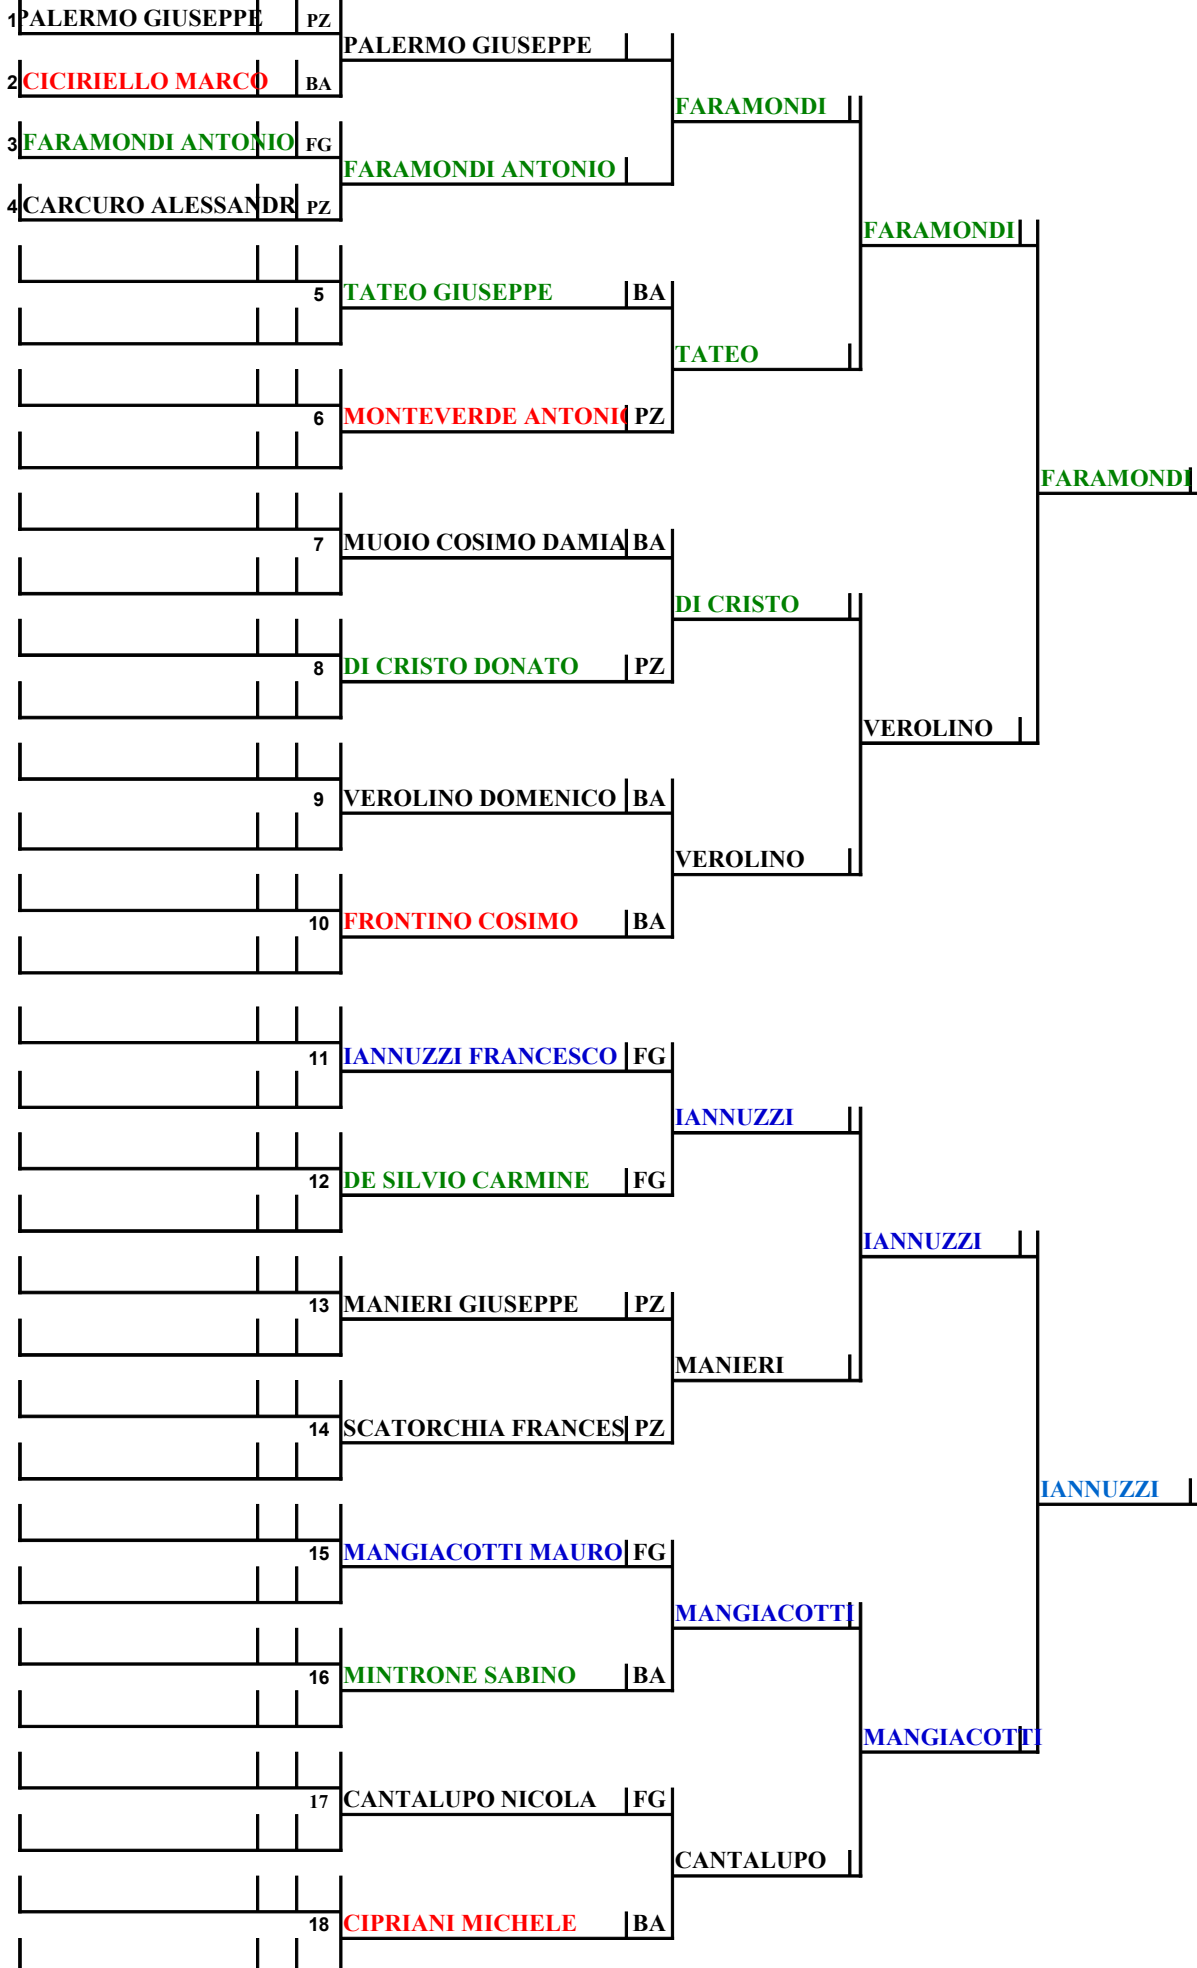 1 PALERMO GIUSEPPE PZ
PALERMO GIUSEPPE
2 CICIRIELLO MARCO BA
FARAMONDI
3 FARAMONDI ANTONIO FG
FARAMONDI ANTONIO
4 CARCURO ALESSANDR PZ
FARAMONDI
5 TATEO GIUSEPPE BA
TATEO
6 MONTEVERDE ANTONI PZ
FARAMONDI
7 MUOIO COSIMO DAMIA BA
DI CRISTO
8 DI CRISTO DONATO PZ
VEROLINO
9 VEROLINO DOMENICO BA
VEROLINO
10 FRONTINO COSIMO BA
11 IANNUZZI FRANCESCO FG
IANNUZZI
12 DE SILVIO CARMINE FG
IANNUZZI
13 MANIERI GIUSEPPE PZ
MANIERI
14 SCATORCHIA FRANCES PZ
IANNUZZI
15 MANGIACOTTI MAURO FG
MANGIACOTTI
16 MINTRONE SABINO BA
MANGIACOTTI
17 CANTALUPO NICOLA FG
CANTALUPO
18 CIPRIANI MICHELE BA